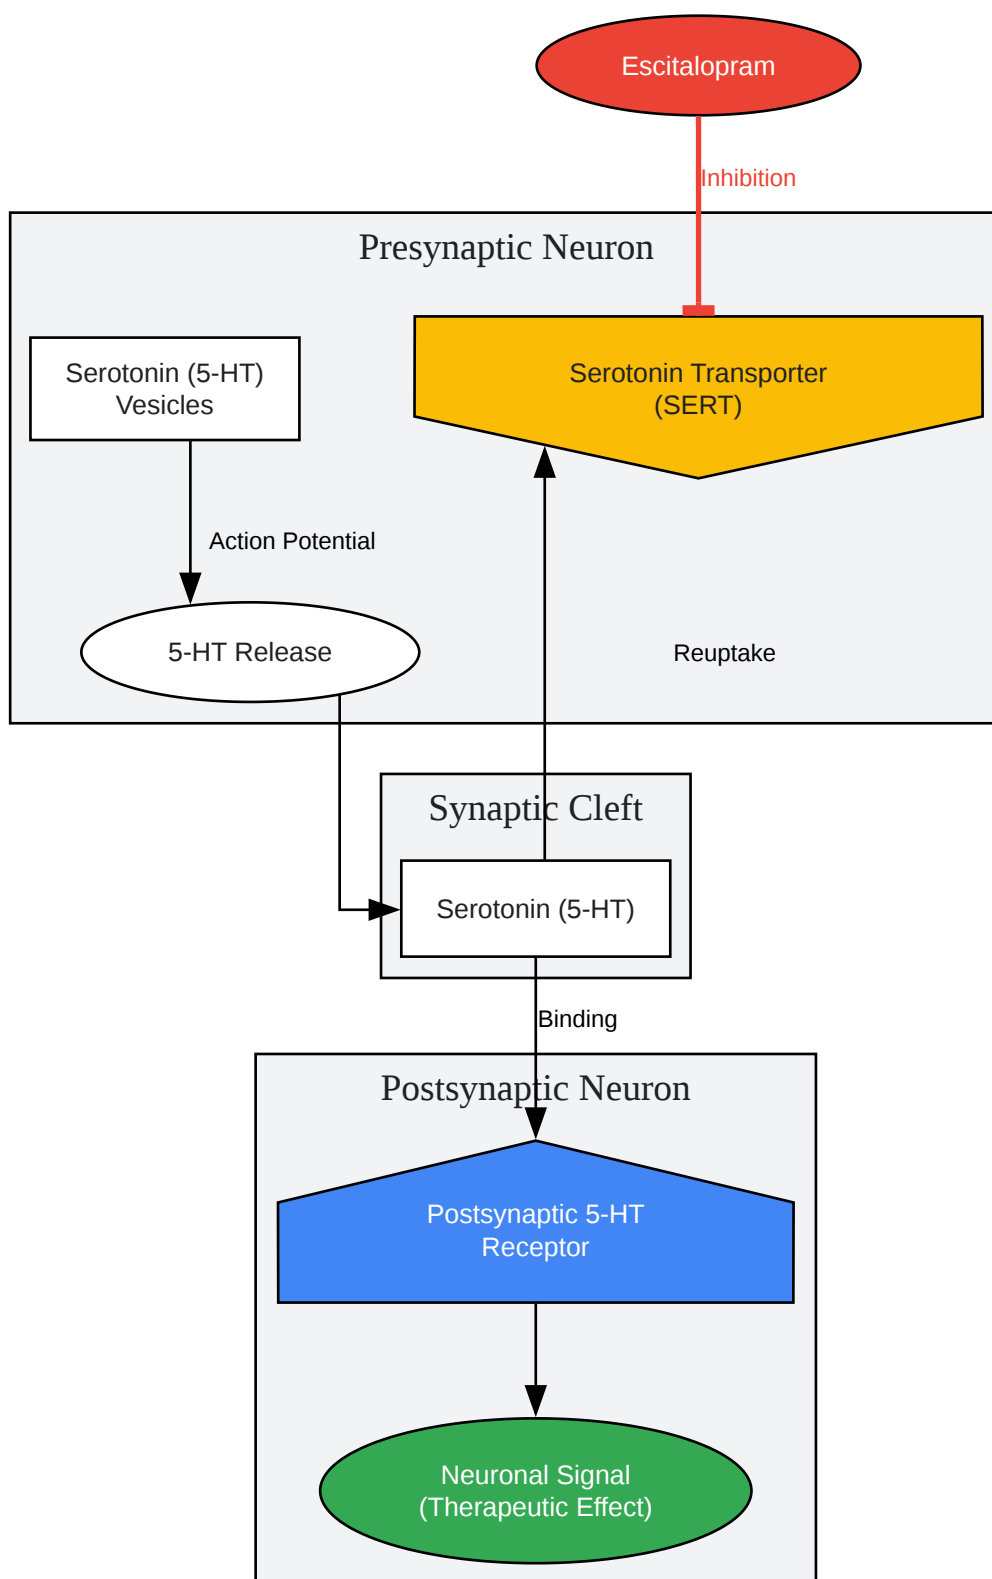 Escitalopram
Inhibition
Presynaptic Neuron
Serotonin (5-HT)
Vesicles
Serotonin Transporter
(SERT)
Action Potential
5-HT Release
Reuptake
Synaptic Cleft
Serotonin (5-HT)
Binding
Postsynaptic Neuron
Postsynaptic 5-HT
Receptor
Neuronal Signal
(Therapeutic Effect)